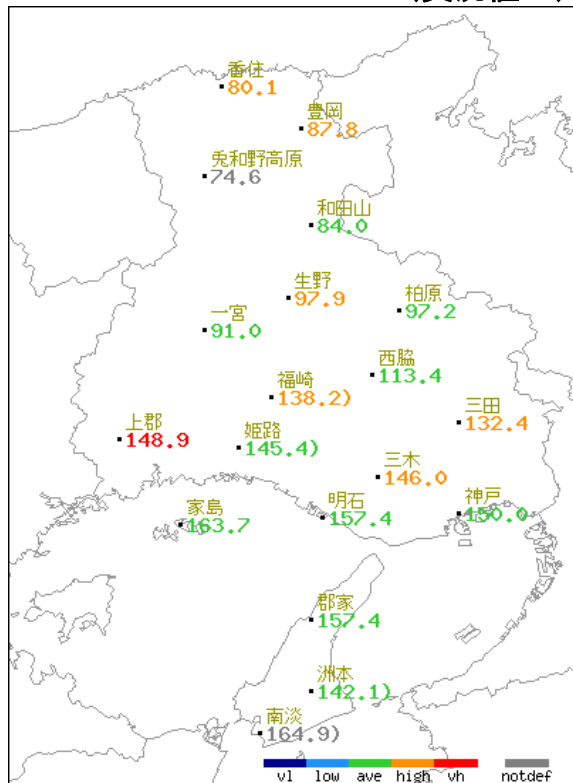 香住
80.1
豊岡
87.8
兎和野高原
74.6
和田山
84.0
生野
97.9
柏原
97.2
一宮
91.0
西脇
113.4
福崎
138.2)
三田
132.4
上郡
148.9
姫路
145.4)
三木
146.0
家島
163.7
明石
157.4
神戸
150.0
郡家
157.4
洲本
142.1)
南淡
164.9)
vl low ave high vh notdef